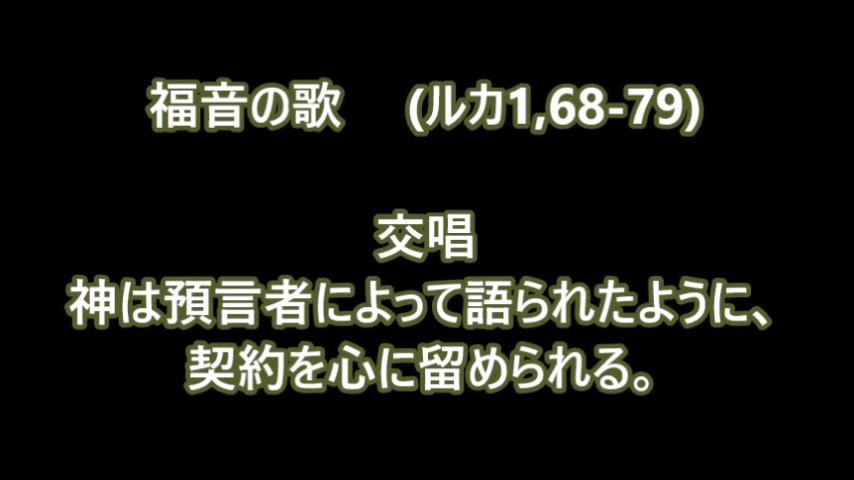 福音の歌　(ルカ1,68-79)
交唱
神は預言者によって語られたように、
契約を心に留められる。